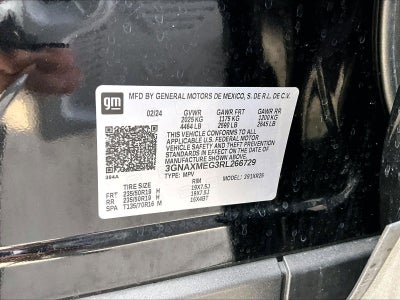 gm
MFD BY GENERAL MOTORS DE MEXICO, S. DE R.L. DE C.V.
02/24 GVWR GAWR FRT GAWR RR
2025 KG 1175 KG 1200 KG
4464 LB 2590 LB 2645 LB
THIS VEHICLE CONFORMS TO ALL
APPLICABLE U.S. FEDERAL MOTOR
VEHICLE SAFETY AND THEFT PREVENTION
STANDARDS IN EFFECT ON THE DATE
OF MANUFACTURE SHOWN ABOVE.
3GNAXMEG3RL266729
TYPE: MPV MODEL:
TIRE SIZE RIM
FRT 235/50R19 H 19X7.5J
RR 235/50R19 H 19X7.5J
SPA T135/70R16 M 16X4BT